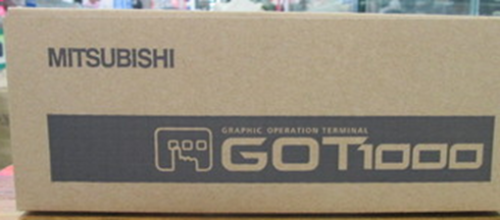 MITSUBISHI
GRAPHIC OPERATION TERMINAL
GOT1000